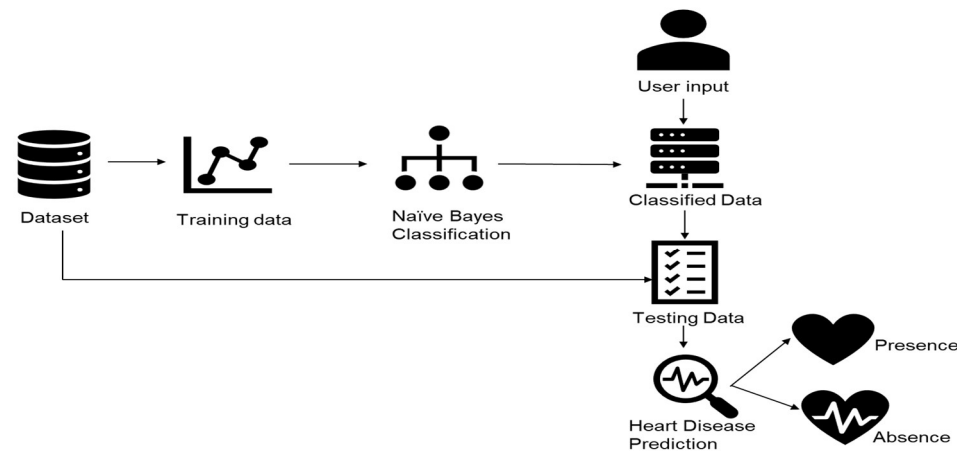 User input
Dataset
Training data
Naïve Bayes
Classification
Classified Data
Testing Data
Presence
Heart Disease
Prediction
Absence